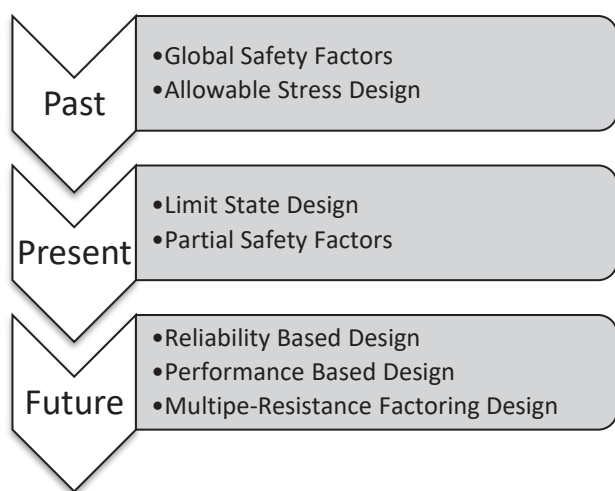 Past
•Global Safety Factors
•Allowable Stress Design
Present
•Limit State Design
•Partial Safety Factors
Future
•Reliability Based Design
•Performance Based Design
•Multipe-Resistance Factoring Design